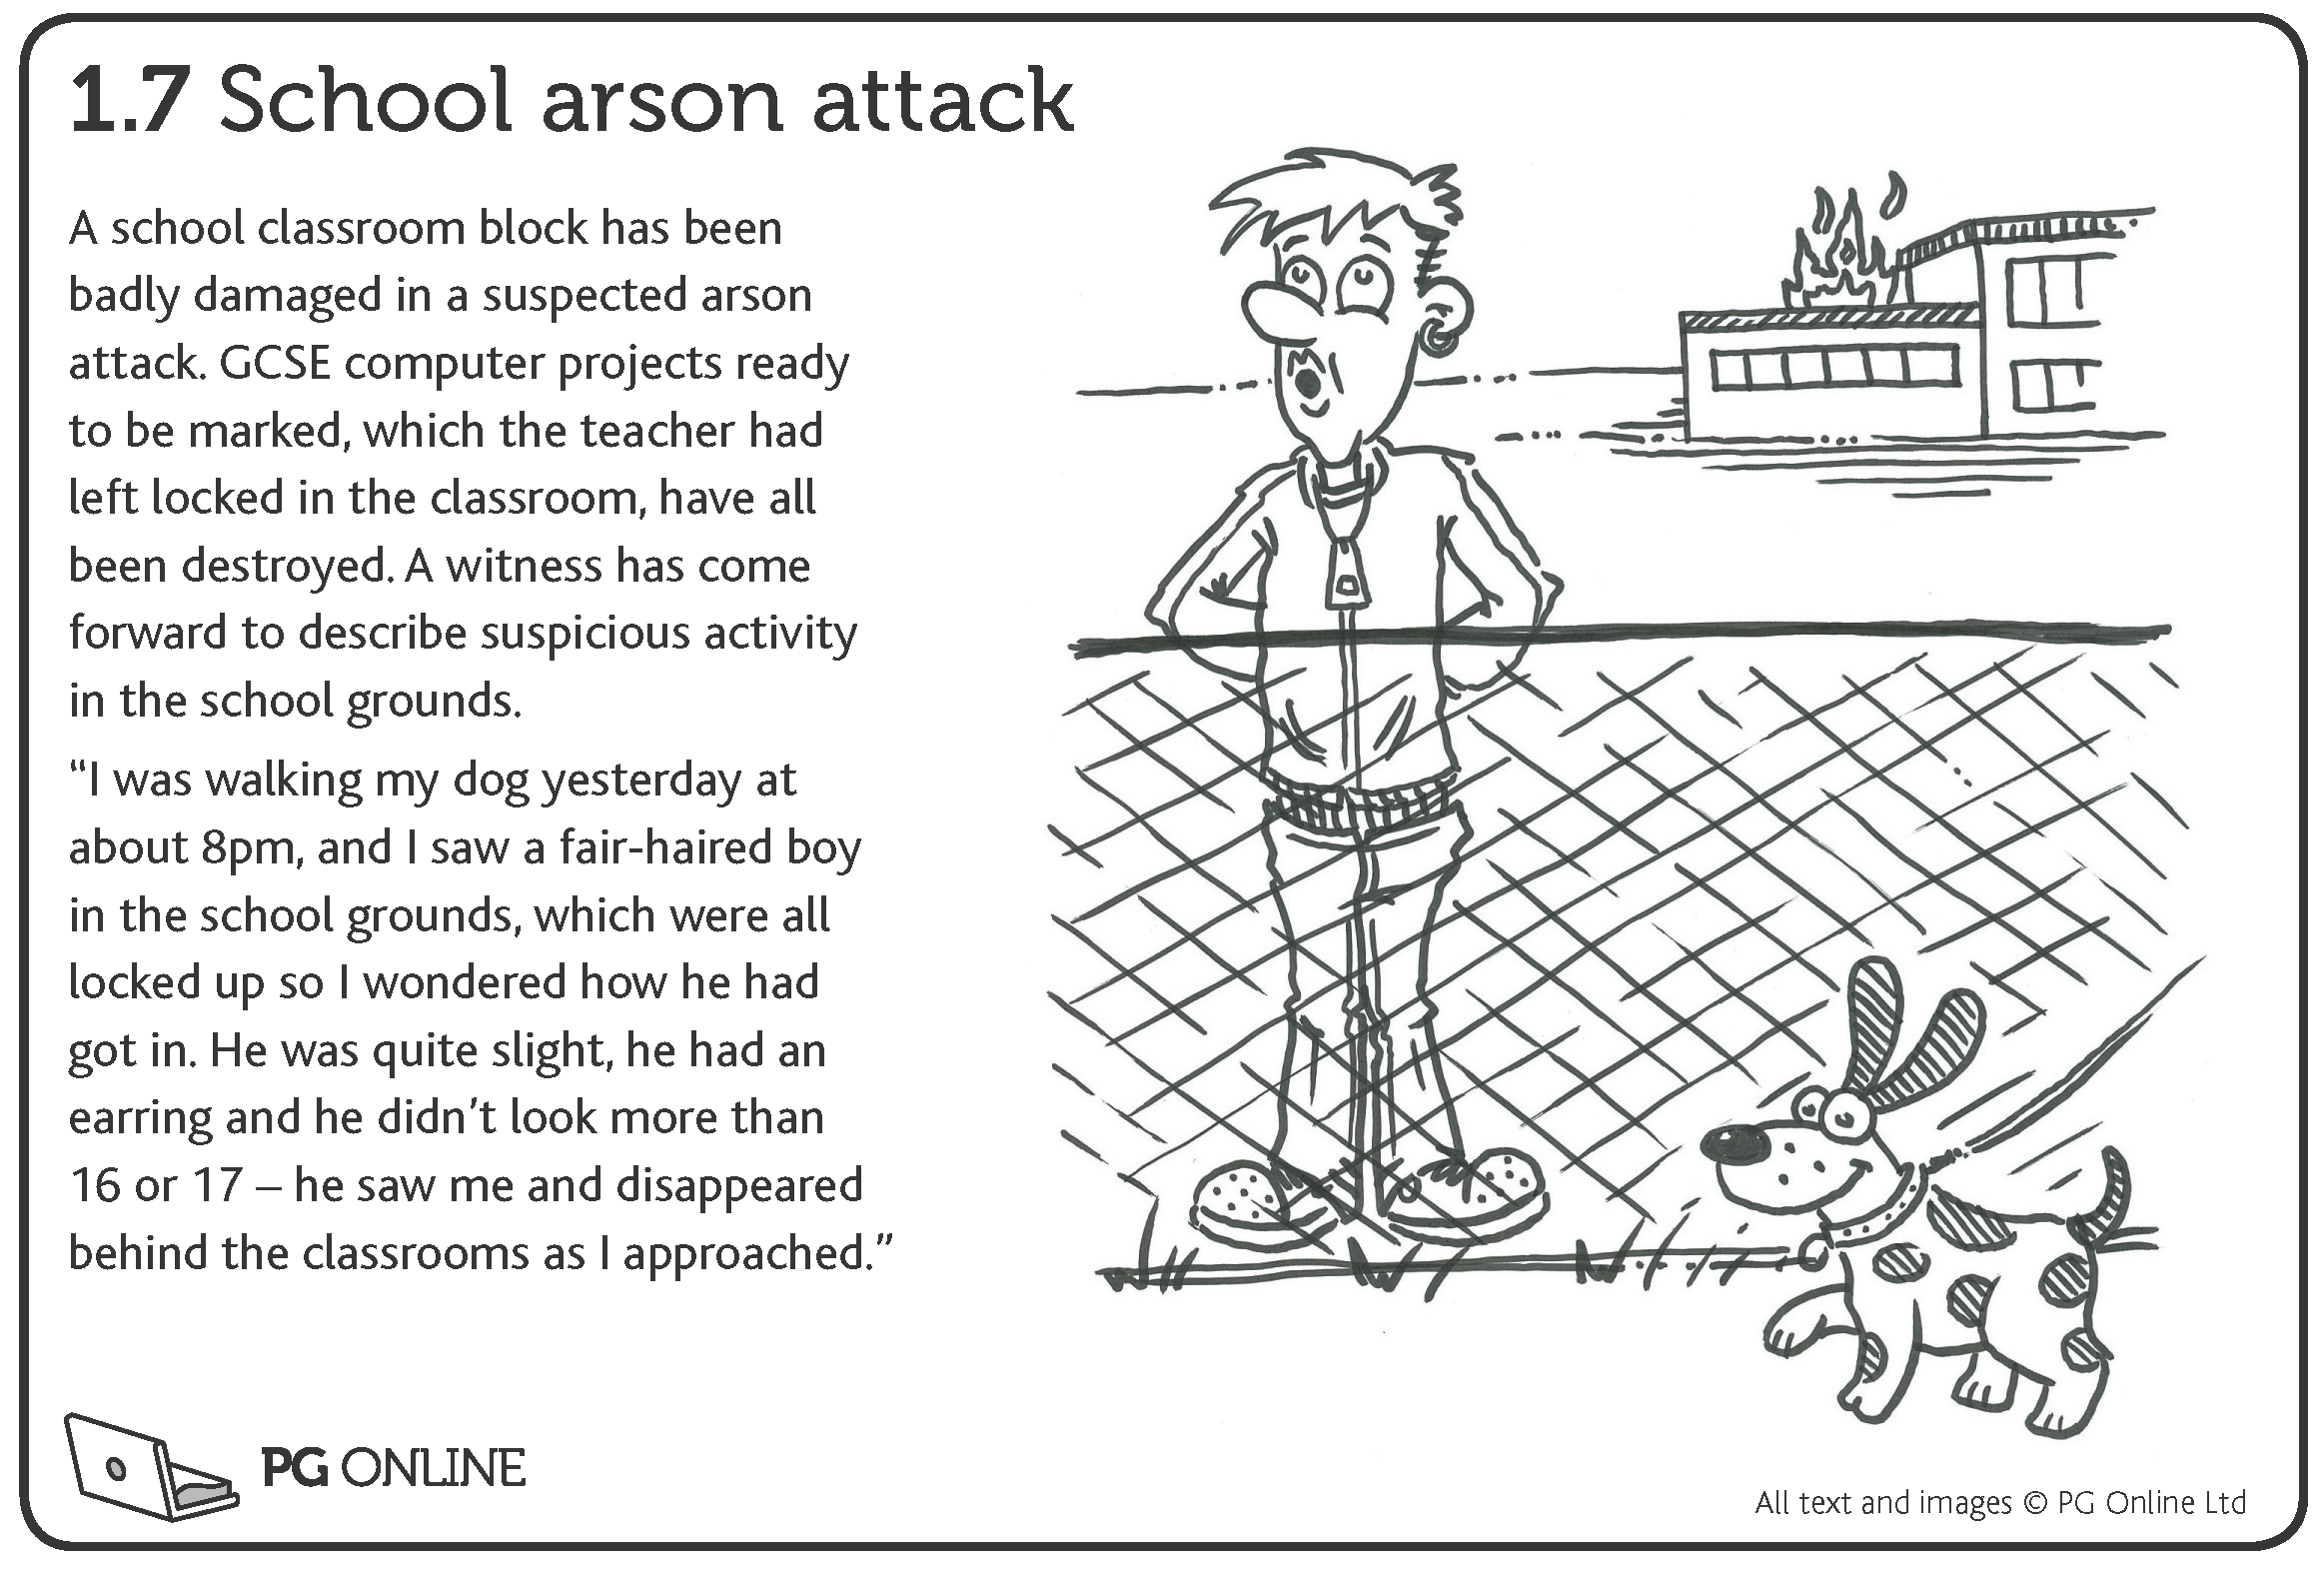 1.7 School arson attack
A school classroom block has been
badly damaged in a suspected arson
attack. GCSE computer projects ready
to be marked, which the teacher had
left locked in the classroom, have all
been destroyed. A witness has come
forward to describe suspicious activity
in the school grounds.
“I was walking my dog yesterday at
about 8pm, and I saw a fair-haired boy
in the school grounds, which were all
locked up so I wondered how he had
got in. He was quite slight, he had an
earring and he didn’t look more than
16 or 17 – he saw me and disappeared
behind the classrooms as I approached.”
PG ONLINE
All text and images © PG Online Ltd